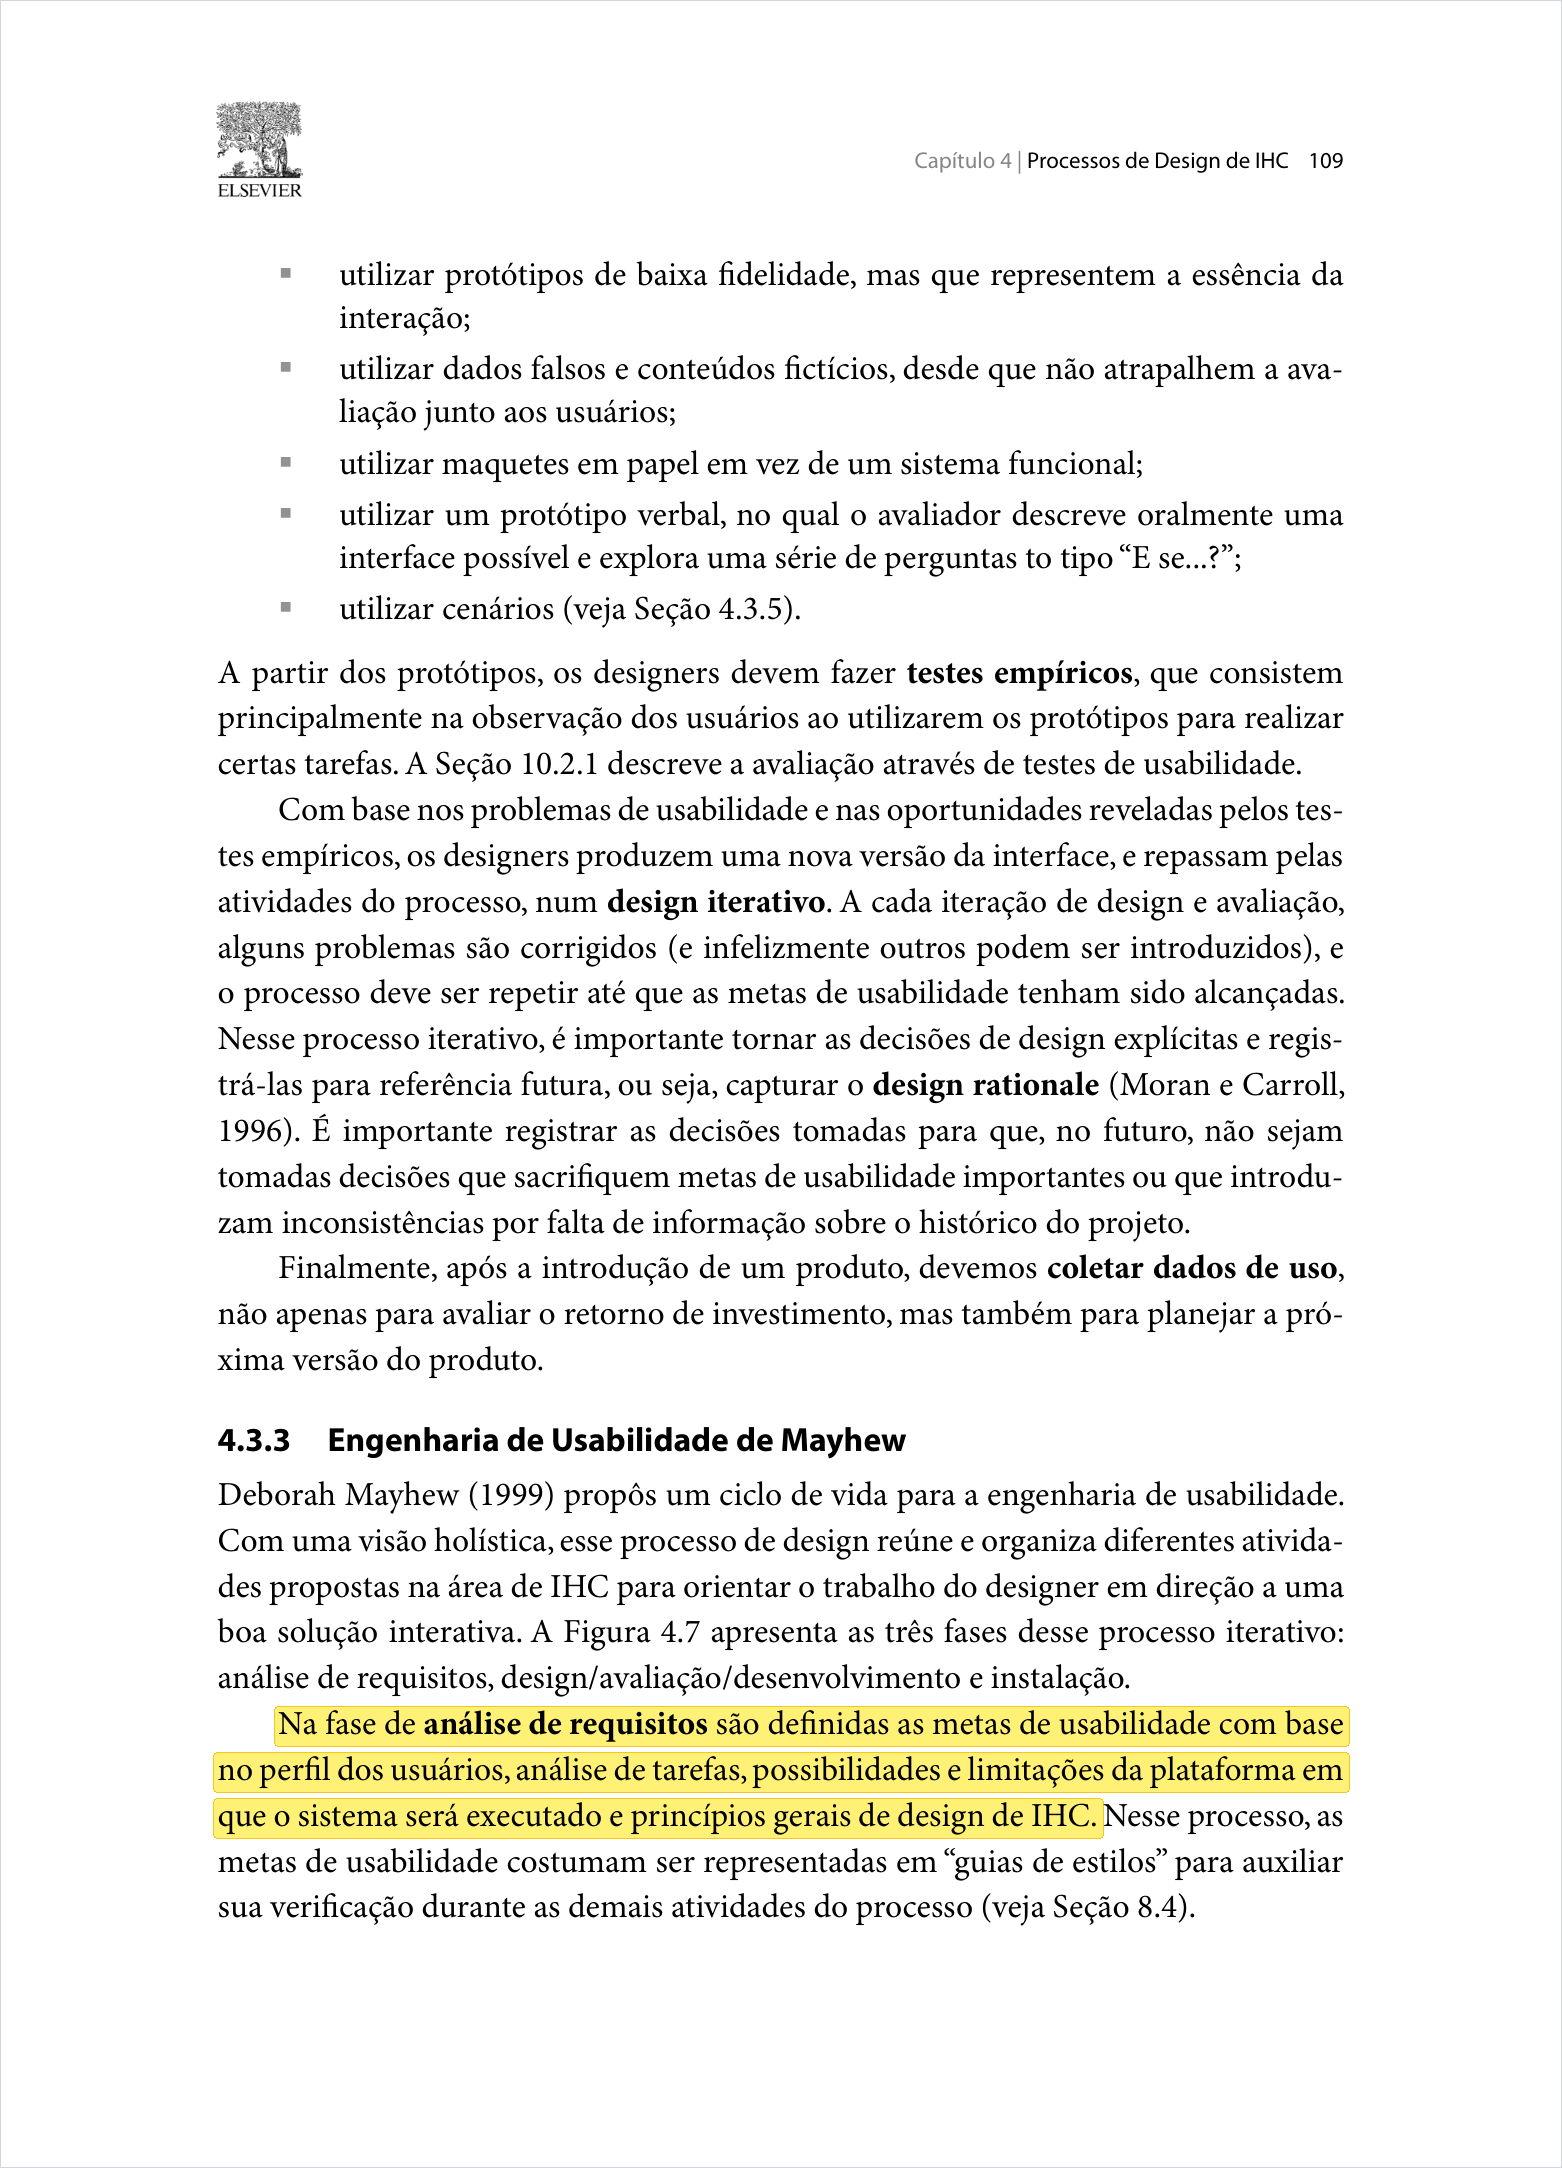 ELSEVIER
Capítulo 4 | Processos de Design de IHC 109
▪ utilizar protótipos de baixa fidelidade, mas que representem a essência da
interação;
▪ utilizar dados falsos e conteúdos fictícios, desde que não atrapalhem a ava-
liação junto aos usuários;
▪ utilizar maquetes em papel em vez de um sistema funcional;
▪ utilizar um protótipo verbal, no qual o avaliador descreve oralmente uma
interface possível e explora uma série de perguntas to tipo “E se...?”;
▪ utilizar cenários (veja Seção 4.3.5).
A partir dos protótipos, os designers devem fazer testes empíricos, que consistem
principalmente na observação dos usuários ao utilizarem os protótipos para realizar
certas tarefas. A Seção 10.2.1 descreve a avaliação através de testes de usabilidade.
Com base nos problemas de usabilidade e nas oportunidades reveladas pelos tes-
tes empíricos, os designers produzem uma nova versão da interface, e repassam pelas
atividades do processo, num design iterativo. A cada iteração de design e avaliação,
alguns problemas são corrigidos (e infelizmente outros podem ser introduzidos), e
o processo deve ser repetir até que as metas de usabilidade tenham sido alcançadas.
Nesse processo iterativo, é importante tornar as decisões de design explícitas e regis-
trá-las para referência futura, ou seja, capturar o design rationale (Moran e Carroll,
1996). É importante registrar as decisões tomadas para que, no futuro, não sejam
tomadas decisões que sacrifiquem metas de usabilidade importantes ou que introdu-
zam inconsistências por falta de informação sobre o histórico do projeto.
Finalmente, após a introdução de um produto, devemos coletar dados de uso,
não apenas para avaliar o retorno de investimento, mas também para planejar a pró-
xima versão do produto.
4.3.3 Engenharia de Usabilidade de Mayhew
Deborah Mayhew (1999) propôs um ciclo de vida para a engenharia de usabilidade.
Com uma visão holística, esse processo de design reúne e organiza diferentes ativida-
des propostas na área de IHC para orientar o trabalho do designer em direção a uma
boa solução interativa. A Figura 4.7 apresenta as três fases desse processo iterativo:
análise de requisitos, design/avaliação/desenvolvimento e instalação.
Na fase de análise de requisitos são definidas as metas de usabilidade com base
no perfil dos usuários, análise de tarefas, possibilidades e limitações da plataforma em
que o sistema será executado e princípios gerais de design de IHC. Nesse processo, as
metas de usabilidade costumam ser representadas em “guias de estilos” para auxiliar
sua verificação durante as demais atividades do processo (veja Seção 8.4).